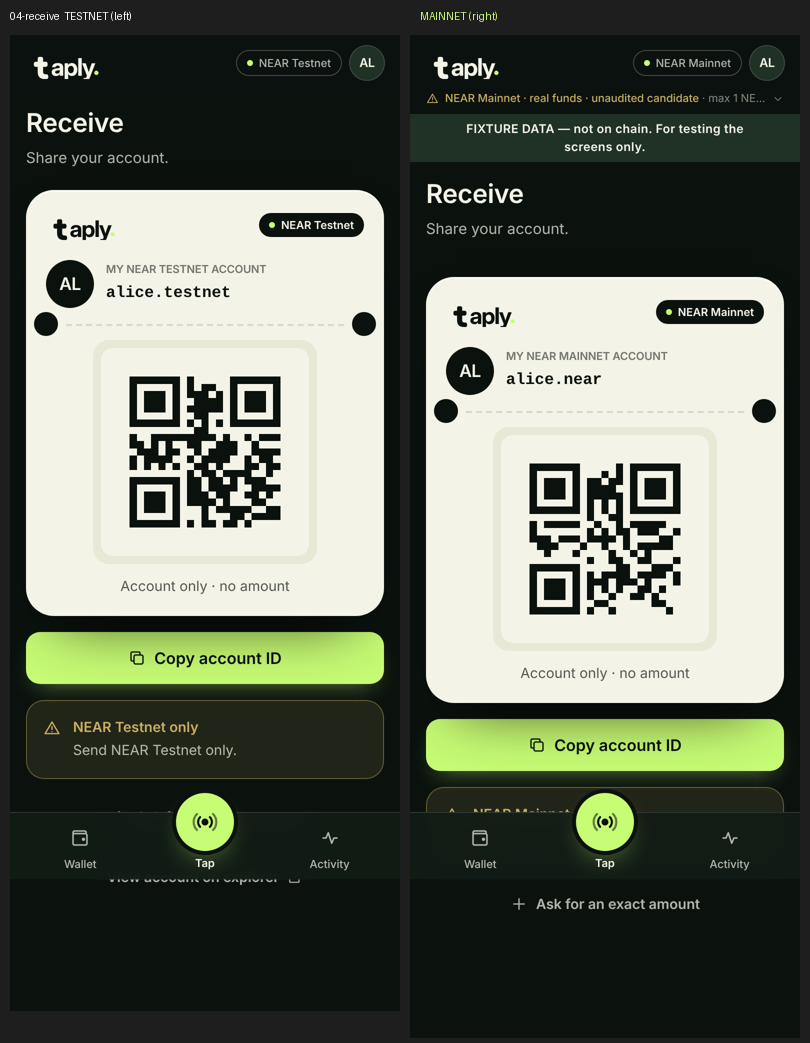 04-receive TESTNET (left)
taply.
NEAR Testnet
AL
Receive
Share your account.
taply.
NEAR Testnet
AL
MY NEAR TESTNET ACCOUNT
alice.testnet
Account only · no amount
Copy account ID
NEAR Testnet only
Send NEAR Testnet only.
View account on explorer
Wallet
Tap
Activity
MAINNET (right)
taply.
NEAR Mainnet
AL
NEAR Mainnet · real funds · unaudited candidate · max 1 NE...
FIXTURE DATA — not on chain. For testing the
screens only.
Receive
Share your account.
taply.
NEAR Mainnet
AL
MY NEAR MAINNET ACCOUNT
alice.near
Account only · no amount
Copy account ID
NEAR Mainnet
Wallet
Tap
Activity
Ask for an exact amount